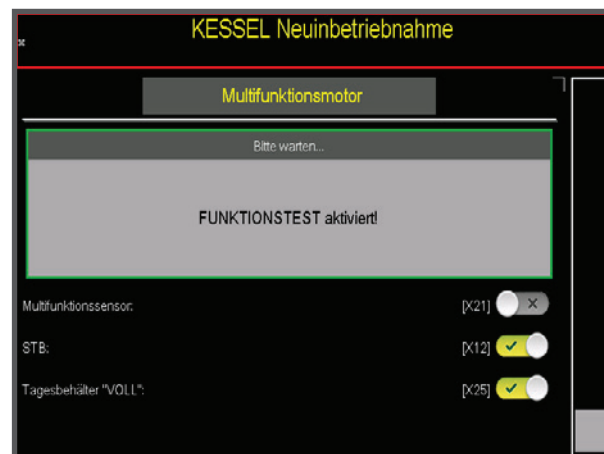 KESSEL Neuinbetriebnahme
Multifunktionsmotor
Bitte warten...
FUNKTIONSTEST aktiviert!
Multifunktionssensor: [X21]
STB: [X12]
Tagesbehälter "VOLL": [X25]